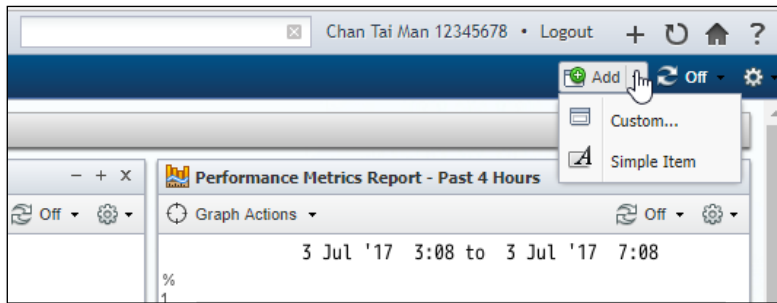 Chan Tai Man 12345678 • Logout
Add
Off
Custom...
Simple Item
Performance Metrics Report - Past 4 Hours
Off
Graph Actions
Off
3 Jul '17 3:08 to 3 Jul '17 7:08
%
1